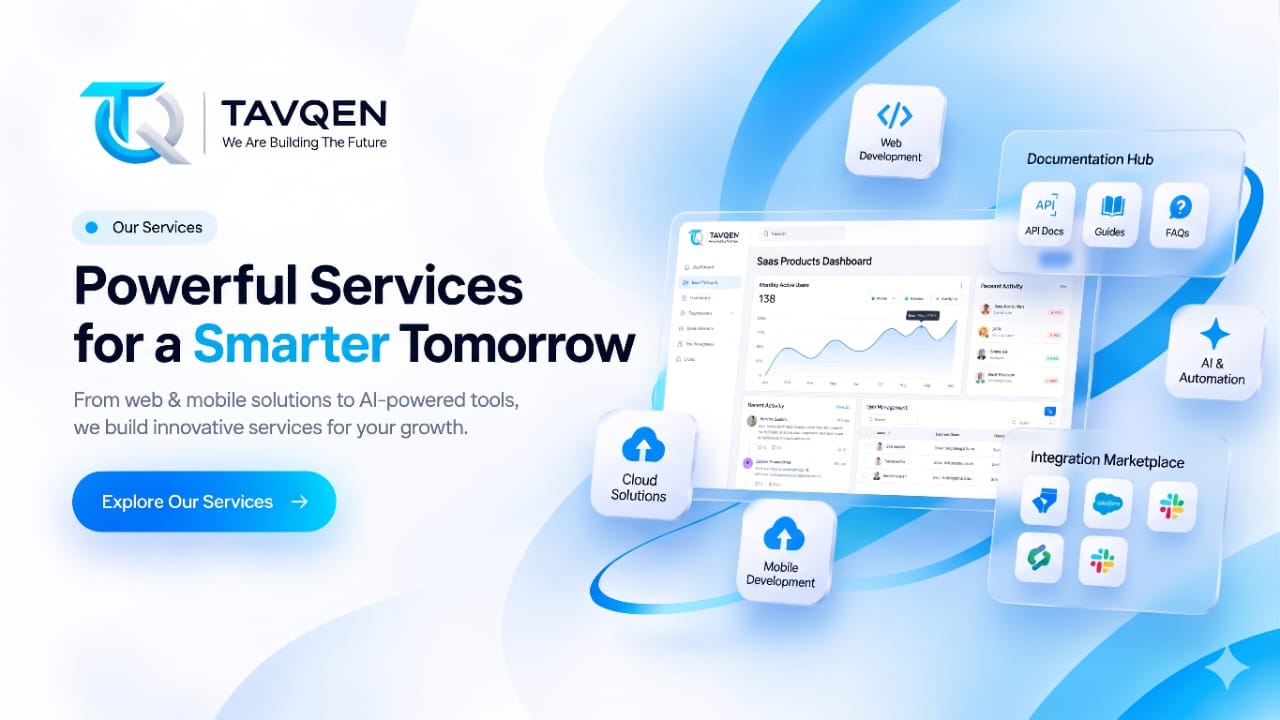 TAVQEN
We Are Building The Future
Our Services
Powerful Services
for a Smarter Tomorrow
From web & mobile solutions to AI-powered tools,
we build innovative services for your growth.
Explore Our Services
</>
Web
Development
Documentation Hub
API
API Docs
Guides
?
FAQs
TAVQEN
Search
Dashboard
Saas Products Dashboard
Monthly Active Users
138
Receant Activity
AI &
Automation
Recent Activity
Cloud
Solutions
Mobile
Development
Integration Marketplace
salesforce